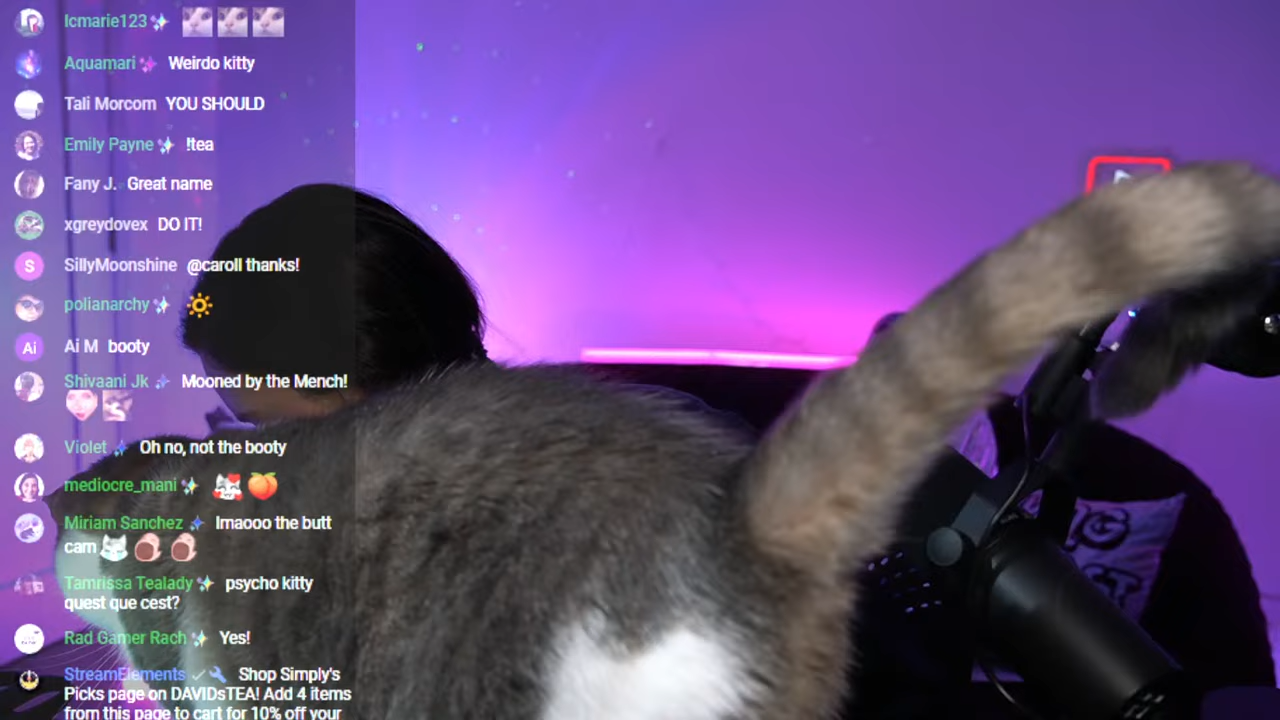 Icmarie123
Aquamari Weirdo kitty
Tali Morcom YOU SHOULD
Emily Payne !tea
Fany J. Great name
xgreydovex DO IT!
S SillyMoonshine @caroll thanks!
polianarchy
Ai Ai M booty
Shivaani Jk Mooned by the Mench!
Violet Oh no, not the booty
mediocre_mani
Miriam Sanchez lmaooo the butt
cam
Tamrissa Tealady psycho kitty
quest que cest?
Rad Gamer Rach Yes!
StreamElements Shop Simply's
Picks page on DAVIDsTEA! Add 4 items
from this page to cart for 10% off your